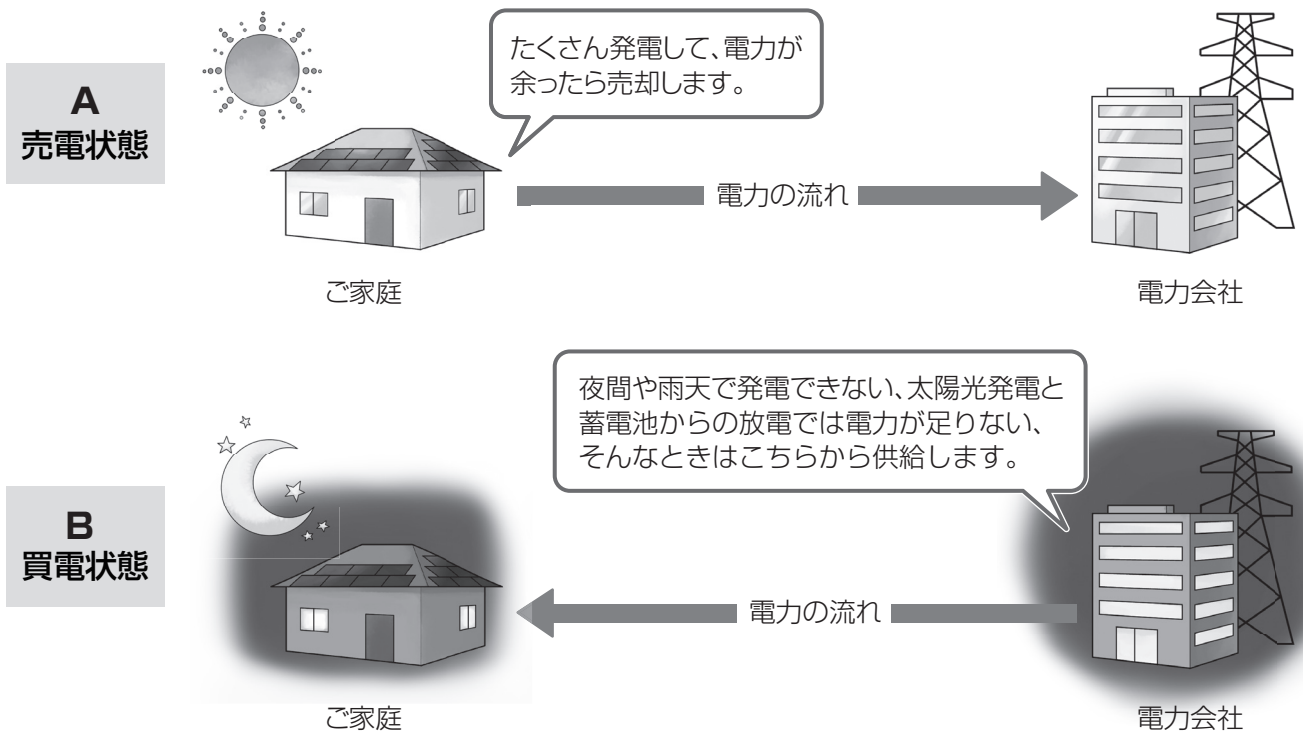 A
売電状態
たくさん発電して、電力が
余ったら売却します。
電力の流れ
ご家庭
電力会社
B
買電状態
夜間や雨天で発電できない、太陽光発電と
蓄電池からの放電では電力が足りない、
そんなときはこちらから供給します。
電力の流れ
ご家庭
電力会社